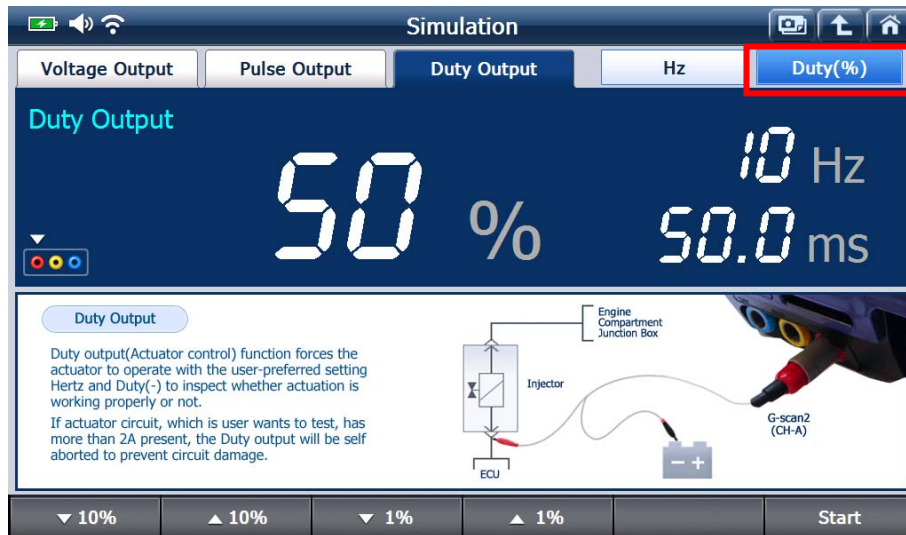 Simulation
Voltage Output
Pulse Output
Duty Output
Hz
Duty(%)
Duty Output
50 %
10 Hz
50.0 ms
Duty Output
Duty output(Actuator control) function forces the
actuator to operate with the user-preferred setting
Hertz and Duty(-) to inspect whether actuation is
working properly or not.
If actuator circuit, which is user wants to test, has
more than 2A present, the Duty output will be self
aborted to prevent circuit damage.
Engine
Compartment
Junction Box
Injector
ECU
- +
G-scan2
(CH-A)
▼ 10%
▲ 10%
▼ 1%
▲ 1%
Start